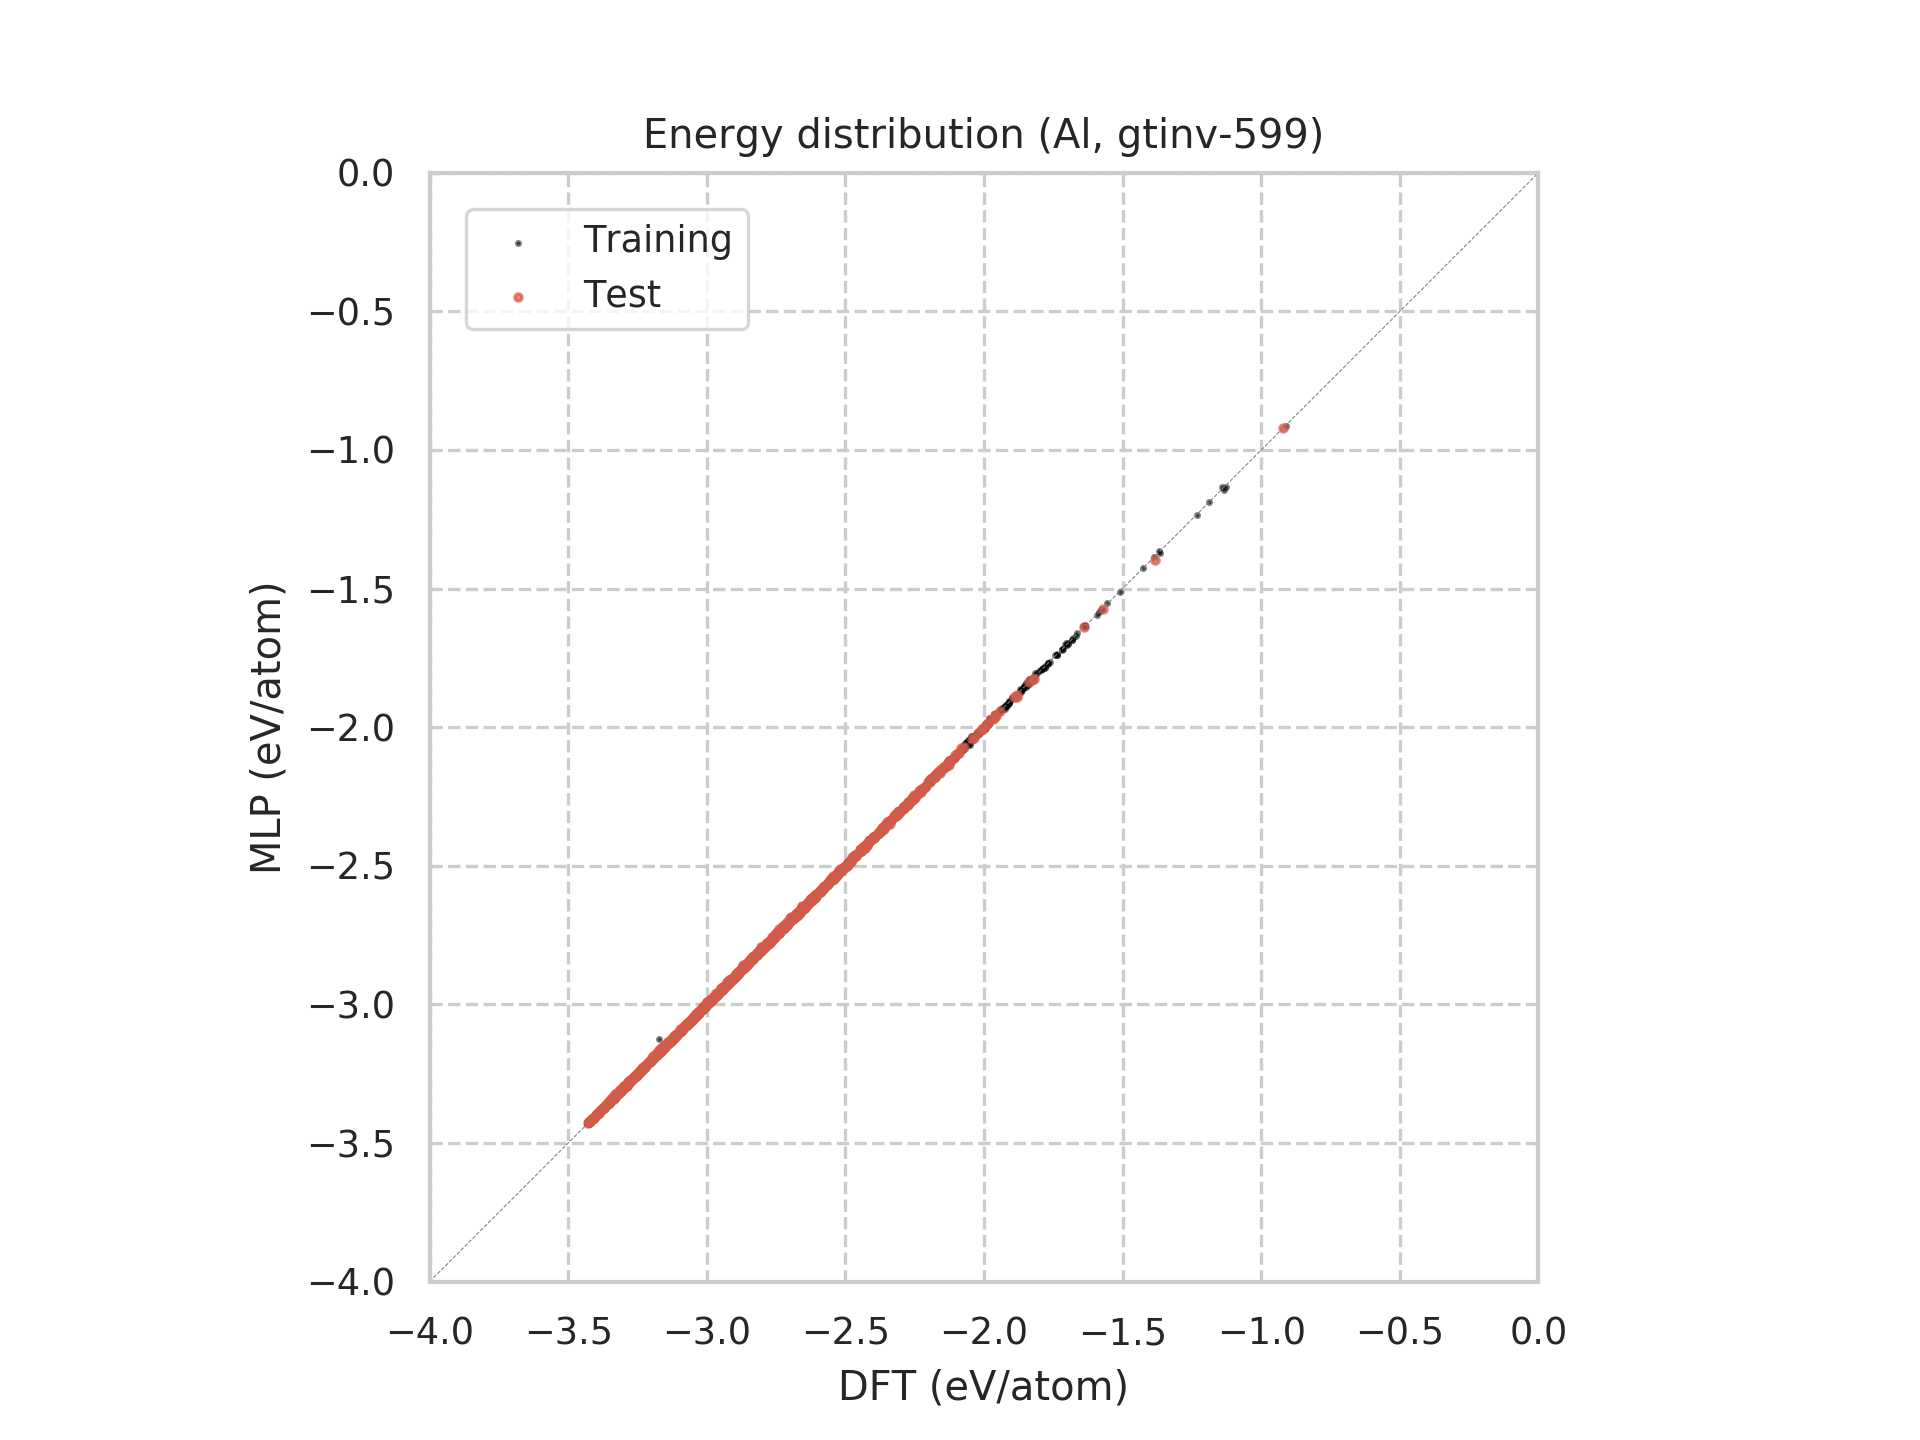 Energy distribution (Al, gtinv-599)
0.0
Training
Test
−0.5
−1.0
−1.5
−2.0
−2.5
−3.0
−3.5
−4.0
MLP (eV/atom)
−4.0 −3.5 −3.0 −2.5 −2.0 −1.5 −1.0 −0.5 0.0
DFT (eV/atom)